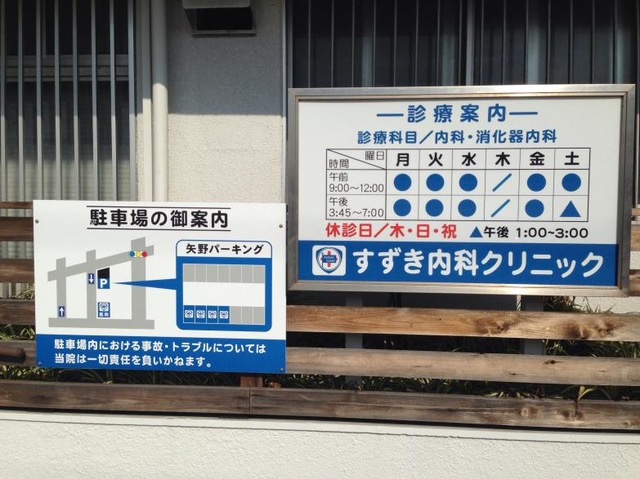 診療案内
診療科目／内科・消化器内科
時間 曜日 月 火 水 木 金 土
午前 9:00～12:00 ● ● ● ／ ● ●
午後 3:45～7:00 ● ● ● ／ ● ▲
休診日／木・日・祝 ▲午後 1:00～3:00
すずき内科クリニック
駐車場の御案内
矢野パーキング
P
駐車場内における事故・トラブルについては
当院は一切責任を負いかねます。